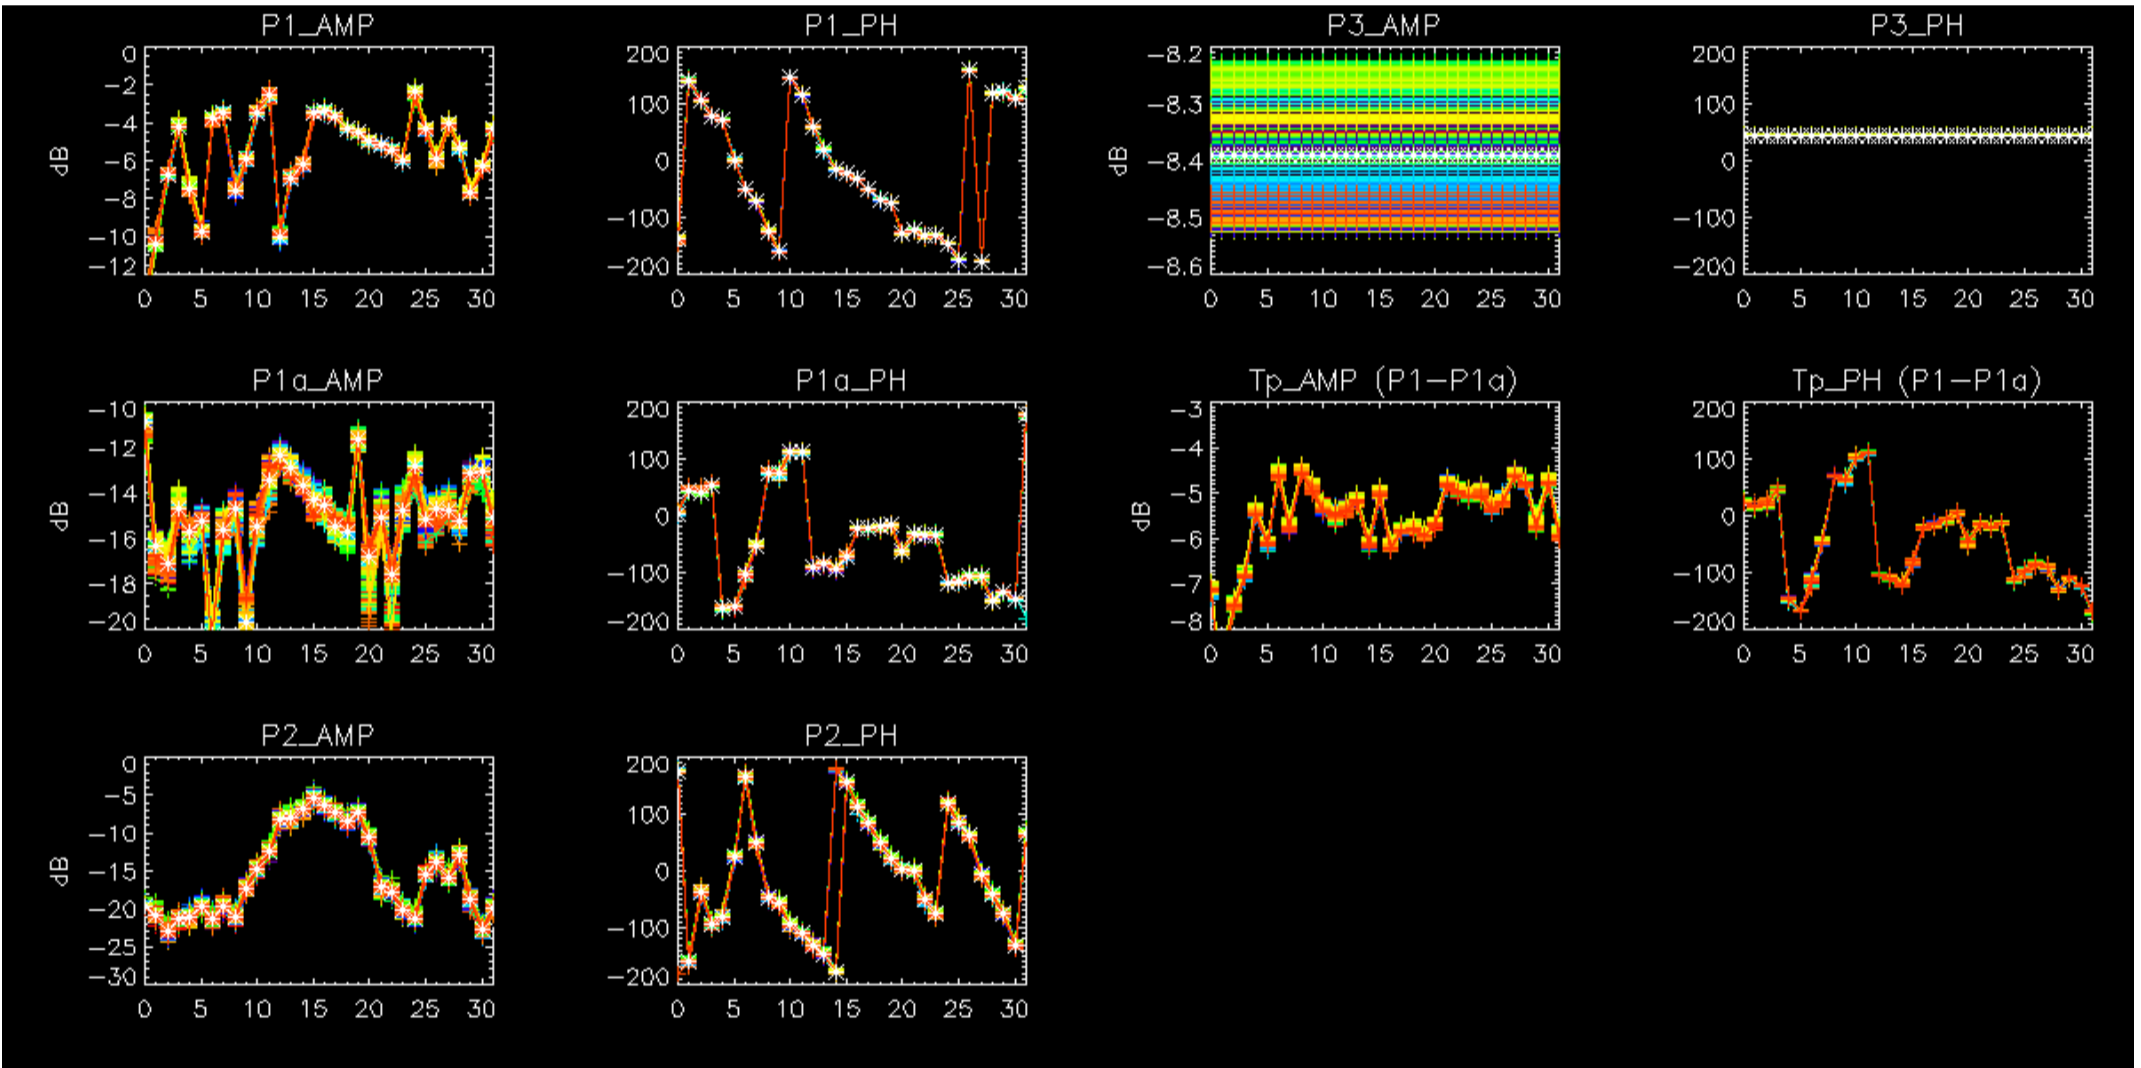 P1_AMP
0
−2
−4
−6
−8
−10
−12
dB
0 5 10 15 20 25 30
P1_PH
200
100
0
−100
−200
0 5 10 15 20 25 30
P3_AMP
−8.2
−8.3
−8.4
−8.5
−8.6
dB
0 5 10 15 20 25 30
P3_PH
200
100
0
−100
−200
0 5 10 15 20 25 30
P1a_AMP
−10
−12
−14
−16
−18
−20
dB
0 5 10 15 20 25 30
P1a_PH
200
100
0
−100
−200
0 5 10 15 20 25 30
Tp_AMP (P1−P1a)
−3
−4
−5
−6
−7
−8
dB
0 5 10 15 20 25 30
Tp_PH (P1−P1a)
200
100
0
−100
−200
0 5 10 15 20 25 30
P2_AMP
0
−5
−10
−15
−20
−25
−30
dB
0 5 10 15 20 25 30
P2_PH
200
100
0
−100
−200
0 5 10 15 20 25 30